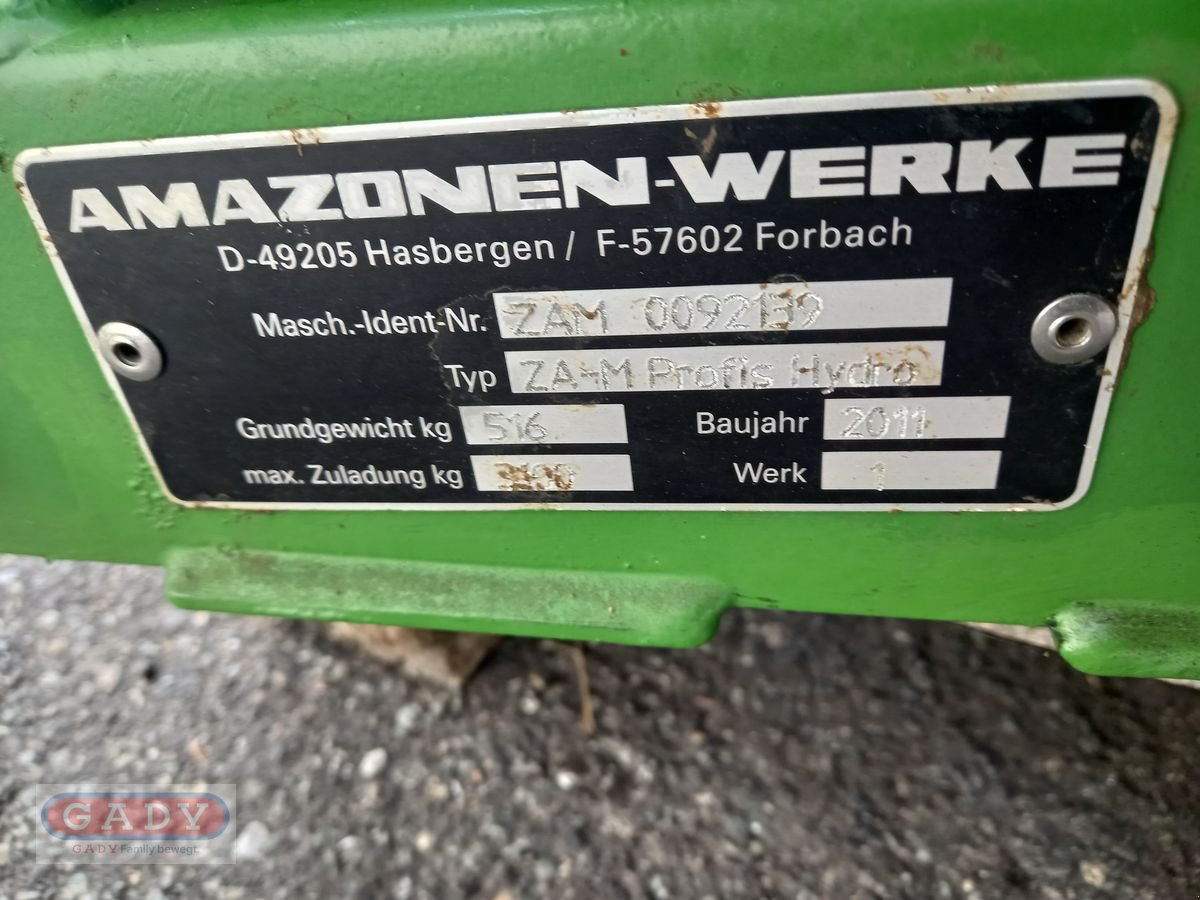 AMAZONEN-WERKE
D-49205 Hasbergen / F-57602 Forbach
Masch.-Ident-Nr. ZAM 0092139
Typ ZA-M Profis Hydro
Grundgewicht kg 516 Baujahr 2011
max. Zuladung kg Werk 1
GADY
GADY Family bewegt.